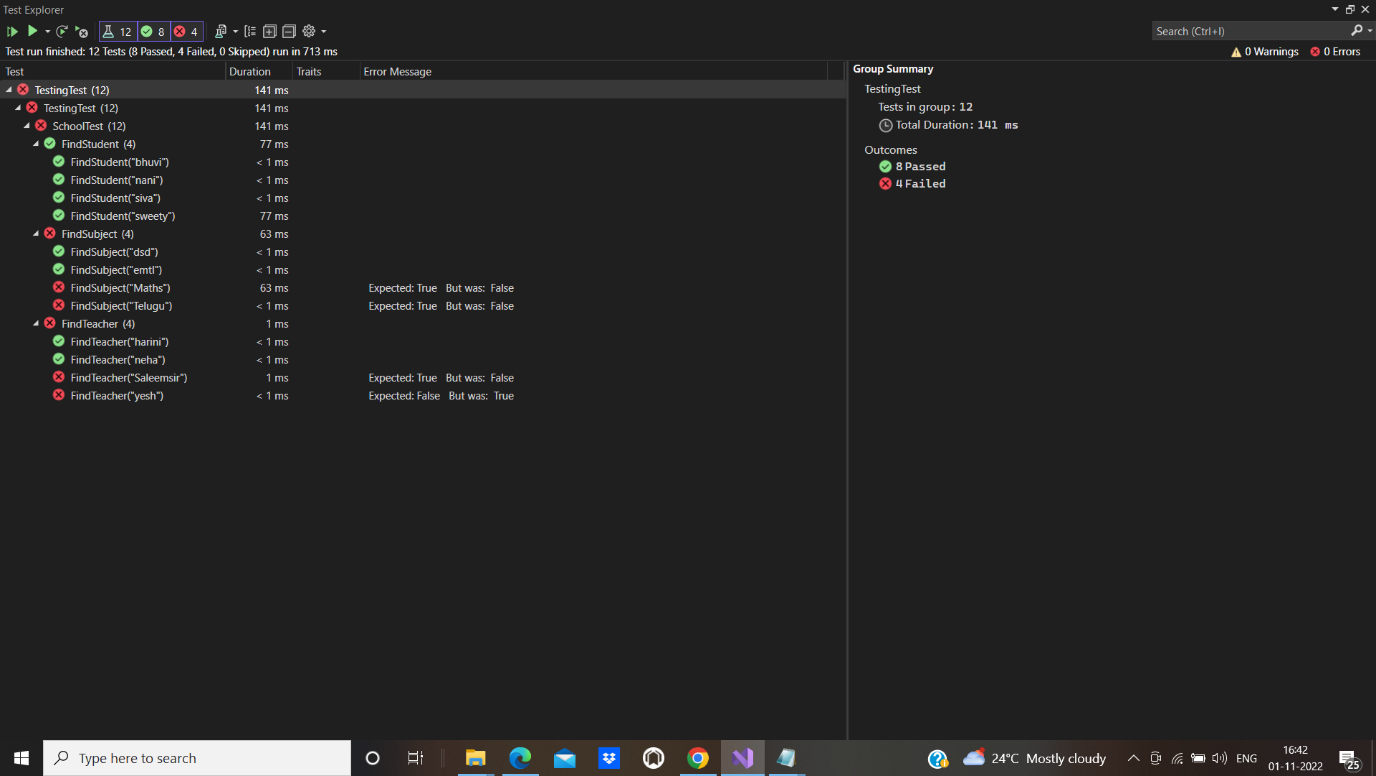 Test Explorer
12 8 4
Search (Ctrl+I)
Test run finished: 12 Tests (8 Passed, 4 Failed, 0 Skipped) run in 713 ms
0 Warnings 0 Errors
Test Duration Traits Error Message
TestingTest (12) 141 ms
TestingTest (12) 141 ms
SchoolTest (12) 141 ms
FindStudent (4) 77 ms
FindStudent("bhuvi") < 1 ms
FindStudent("nani") < 1 ms
FindStudent("siva") < 1 ms
FindStudent("sweety") 77 ms
FindSubject (4) 63 ms
FindSubject("dsd") < 1 ms
FindSubject("emtl") < 1 ms
FindSubject("Maths") 63 ms Expected: True But was: False
FindSubject("Telugu") < 1 ms Expected: True But was: False
FindTeacher (4) 1 ms
FindTeacher("harini") < 1 ms
FindTeacher("neha") < 1 ms
FindTeacher("Saleemsir") 1 ms Expected: True But was: False
FindTeacher("yesh") < 1 ms Expected: False But was: True
Group Summary
TestingTest
Tests in group: 12
Total Duration: 141 ms
Outcomes
8 Passed
4 Failed
Type here to search
24°C Mostly cloudy
ENG
16:42
01-11-2022
25